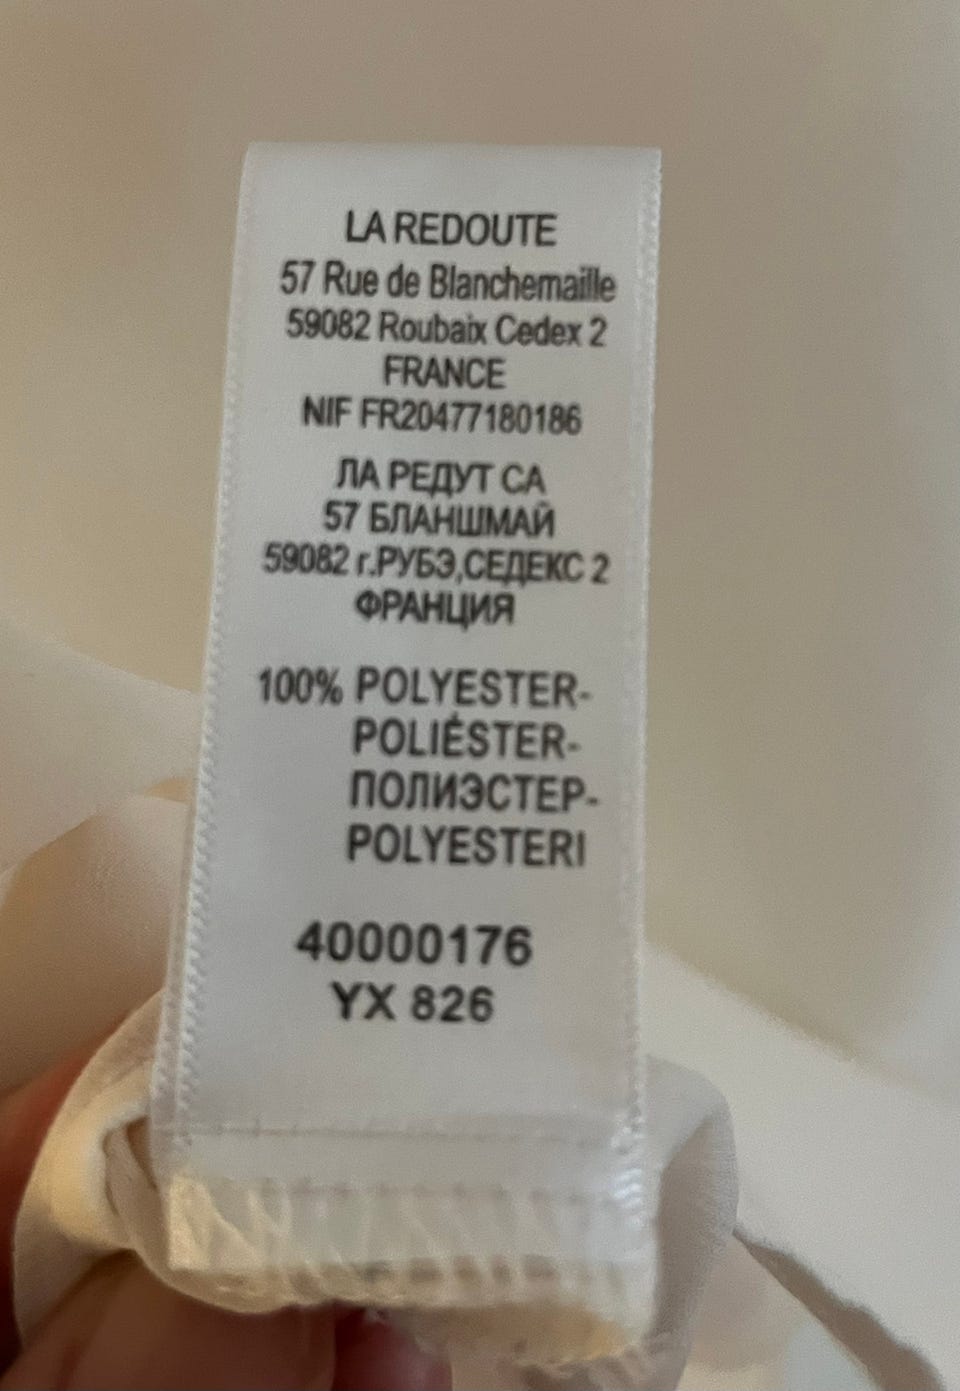 LA REDOUTE
57 Rue de Blanchemaille
59082 Roubaix Cedex 2
FRANCE
NIF FR20477180186
ЛА РЕДУТ СА
57 БЛАНШМАЙ
59082 г.РУБЭ,СЕДЕКС 2
ФРАНЦИЯ
100% POLYESTER-
POLIÉSTER-
ПОЛИЭСТЕР-
POLYESTERI
40000176
YX 826